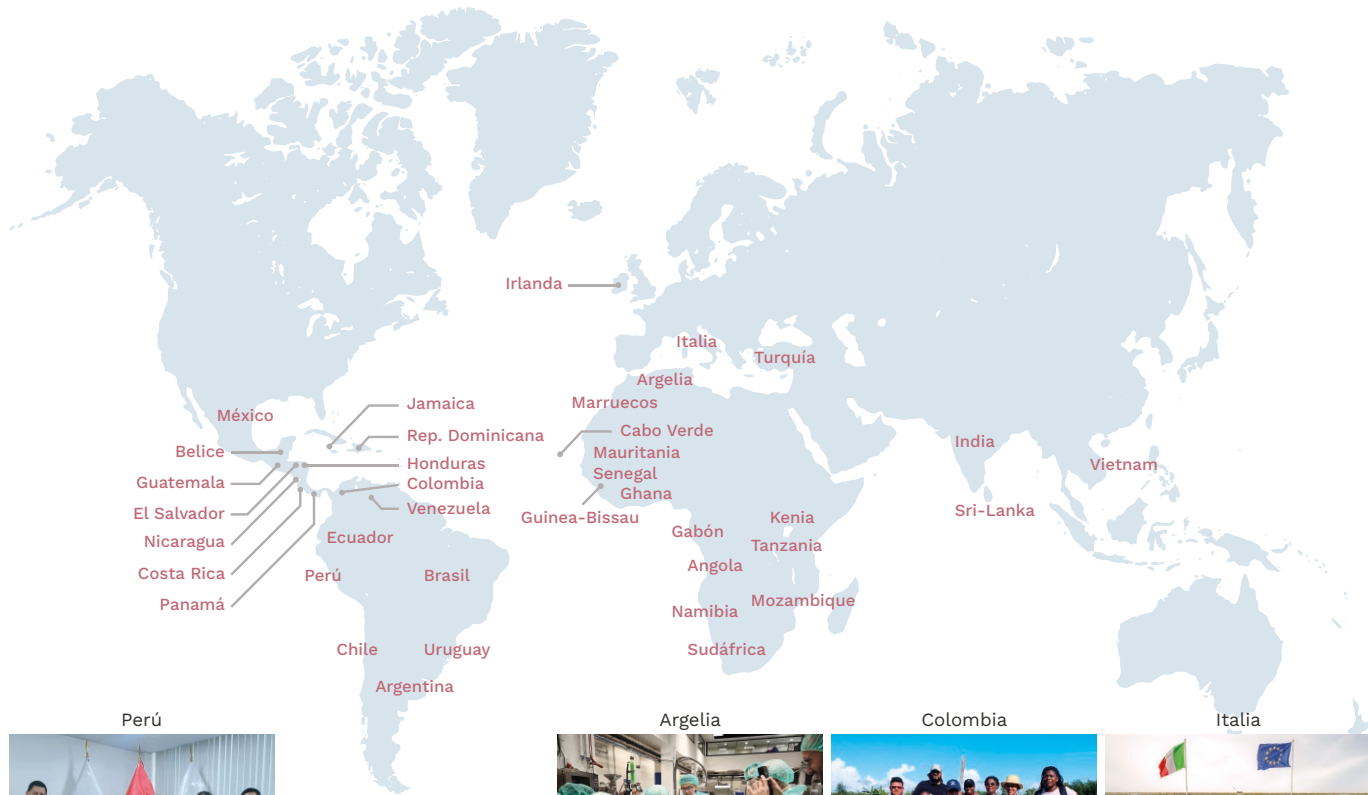 Irlanda
Italia
Turquía
Argelia
Marruecos
México
Jamaica
Cabo Verde
Rep. Dominicana
India
Belice
Mauritania
Honduras
Vietnam
Senegal
Guatemala
Colombia
Ghana
Venezuela
Sri-Lanka
El Salvador
Guinea-Bissau
Kenia
Gabón
Nicaragua
Ecuador
Tanzania
Angola
Costa Rica
Perú
Brasil
Mozambique
Panamá
Namibia
Chile
Uruguay
Sudáfrica
Argentina
Perú
Argelia
Colombia
Italia